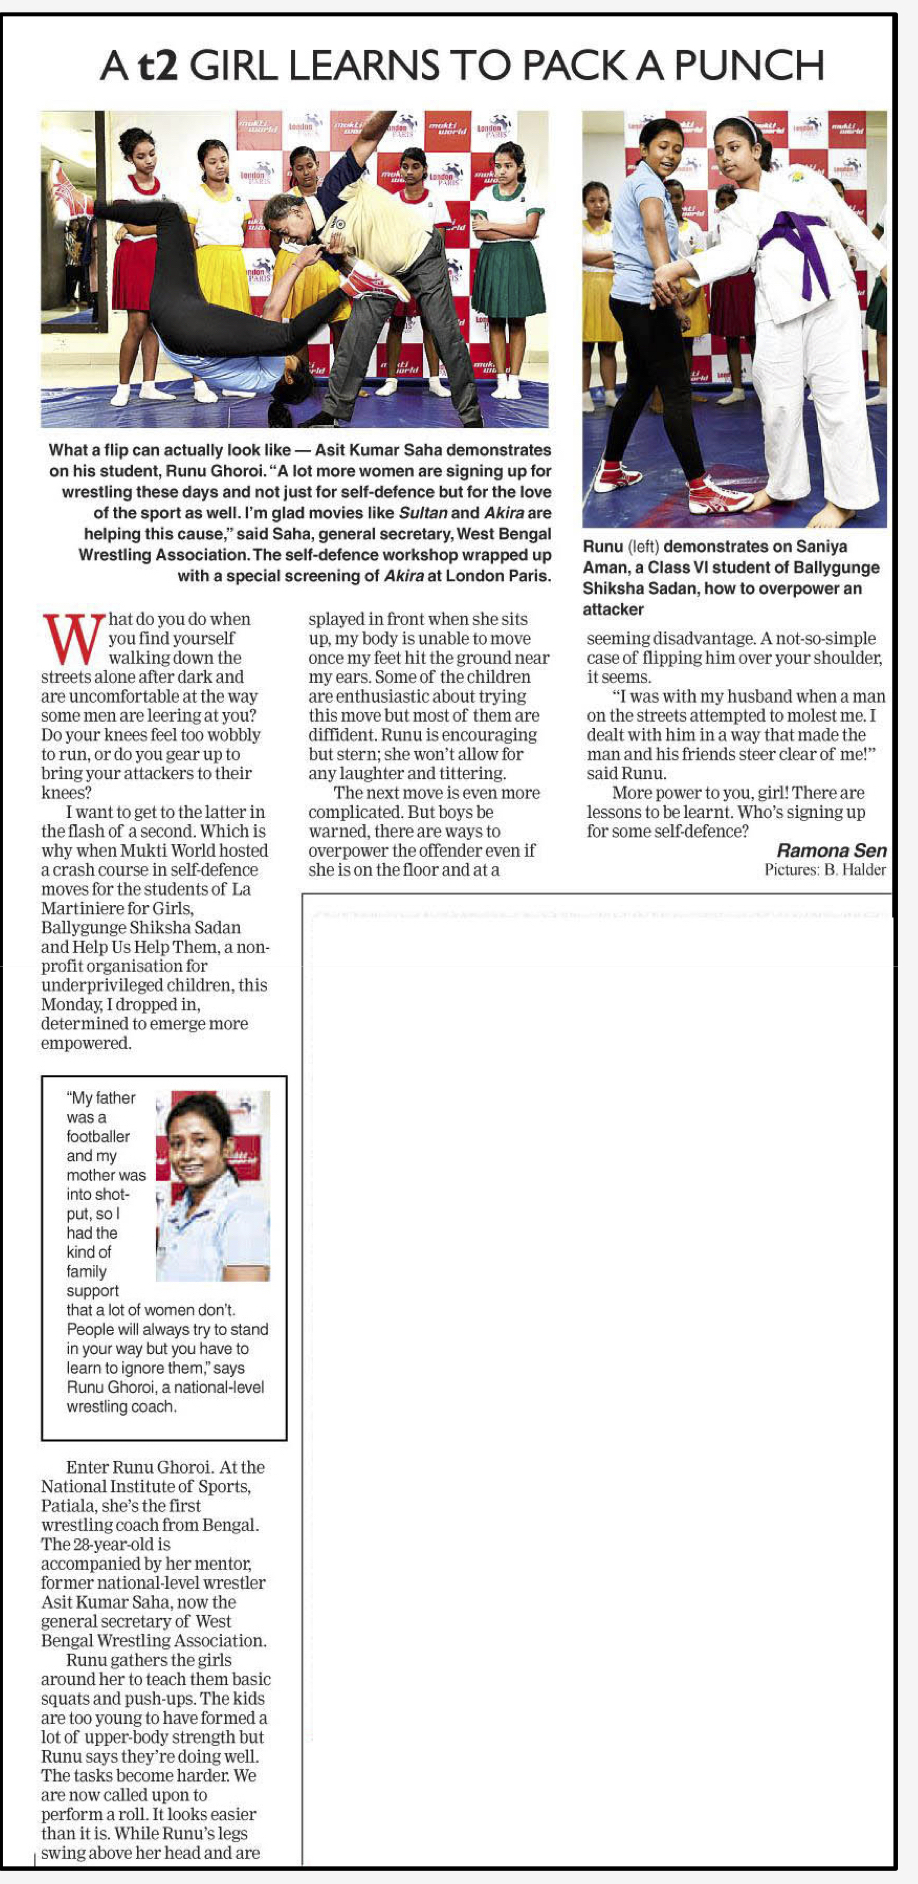 A t2 GIRL LEARNS TO PACK A PUNCH
What a flip can actually look like — Asit Kumar Saha demonstrates
on his student, Runu Ghoroi. “A lot more women are signing up for
wrestling these days and not just for self-defence but for the love
of the sport as well. I’m glad movies like Sultan and Akira are
helping this cause,” said Saha, general secretary, West Bengal
Wrestling Association. The self-defence workshop wrapped up
with a special screening of Akira at London Paris.
Runu (left) demonstrates on Saniya
Aman, a Class VI student of Ballygunge
Shiksha Sadan, how to overpower an
attacker
What do you do when
you find yourself
walking down the
streets alone after dark and
are uncomfortable at the way
some men are leering at you?
Do your knees feel too wobbly
to run, or do you gear up to
bring your attackers to their
knees?
I want to get to the latter in
the flash of a second. Which is
why when Mukti World hosted
a crash course in self-defence
moves for the students of La
Martiniere for Girls,
Ballygunge Shiksha Sadan
and Help Us Help Them, a non-
profit organisation for
underprivileged children, this
Monday, I dropped in,
determined to emerge more
empowered.
“My father
was a
footballer
and my
mother was
into shot-
put, so I
had the
kind of
family
support
that a lot of women don’t.
People will always try to stand
in your way but you have to
learn to ignore them,” says
Runu Ghoroi, a national-level
wrestling coach.
Enter Runu Ghoroi. At the
National Institute of Sports,
Patiala, she’s the first
wrestling coach from Bengal.
The 28-year-old is
accompanied by her mentor,
former national-level wrestler
Asit Kumar Saha, now the
general secretary of West
Bengal Wrestling Association.
Runu gathers the girls
around her to teach them basic
squats and push-ups. The kids
are too young to have formed a
lot of upper-body strength but
Runu says they’re doing well.
The tasks become harder. We
are now called upon to
perform a roll. It looks easier
than it is. While Runu’s legs
swing above her head and are
splayed in front when she sits
up, my body is unable to move
once my feet hit the ground near
my ears. Some of the children
are enthusiastic about trying
this move but most of them are
diffident. Runu is encouraging
but stern; she won’t allow for
any laughter and tittering.
The next move is even more
complicated. But boys be
warned, there are ways to
overpower the offender even if
she is on the floor and at a
seeming disadvantage. A not-so-simple
case of flipping him over your shoulder,
it seems.
“I was with my husband when a man
on the streets attempted to molest me. I
dealt with him in a way that made the
man and his friends steer clear of me!”
said Runu.
More power to you, girl! There are
lessons to be learnt. Who’s signing up
for some self-defence?
Ramona Sen
Pictures: B. Halder